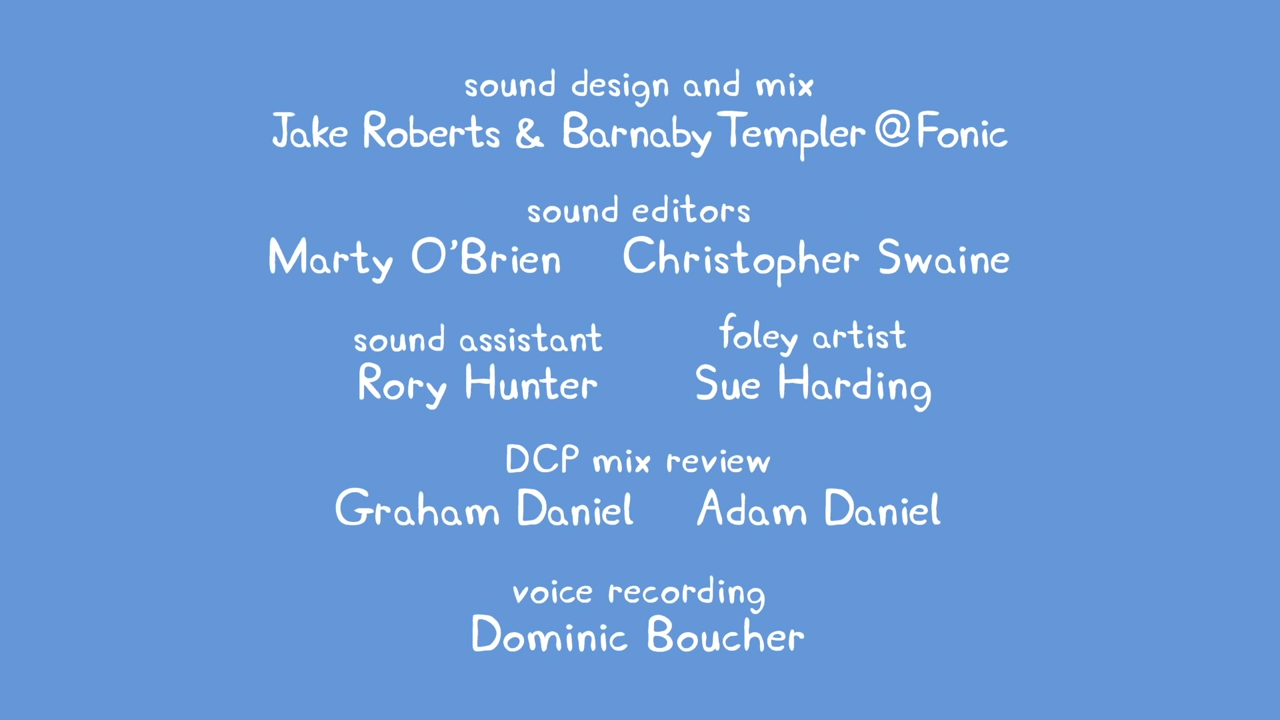 sound design and mix
Jake Roberts & Barnaby Templer @Fonic
sound editors
Marty O'Brien Christopher Swaine
sound assistant foley artist
Rory Hunter Sue Harding
DCP mix review
Graham Daniel Adam Daniel
voice recording
Dominic Boucher